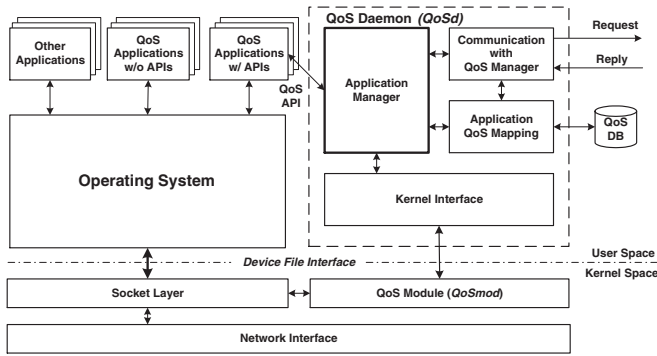 Other
Applications
QoS
Applications
w/o APIs
QoS
Applications
w/ APIs
QoS
API
QoS Daemon (QoSd)
Application
Manager
Communication
with
QoS Manager
Request
Reply
Application
QoS Mapping
QoS
DB
Operating System
Kernel Interface
Device File Interface
User Space
Kernel Space
Socket Layer
QoS Module (QoSmod)
Network Interface